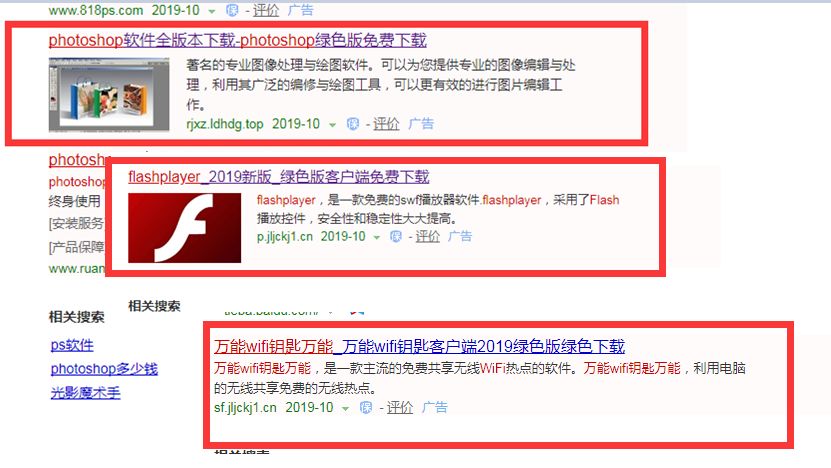 www.818ps.com 2019-10 - 评价 广告
photoshop软件全版本下载-photoshop绿色版免费下载
著名的专业图像处理与绘图软件。可以为您提供专业的图像编辑与处
理，利用其广泛的编修与绘图工具，可以更有效的进行图片编辑工
作。
rjxz.ldhdg.top 2019-10 保 - 评价 广告
photosh
photoshop
终身使用
[安装服务
[产品保障
www.ruan
flashplayer_2019新版_绿色版客户端免费下载
flashplayer，是一款免费的swf播放器软件.flashplayer，采用了Flash
播放控件，安全性和稳定性大大提高。
p.jljckj1.cn 2019-10 保 - 评价 广告
相关搜索
相关搜索
ps软件
photoshop多少钱
光影魔术手
tieba.baidu.com/
万能wifi钥匙万能_万能wifi钥匙客户端2019绿色版绿色下载
万能wifi钥匙万能，是一款主流的免费共享无线WiFi热点的软件。万能wifi钥匙万能，利用电脑
的无线共享免费的无线热点。
sf.jljckj1.cn 2019-10 保 - 评价 广告
相关搜索